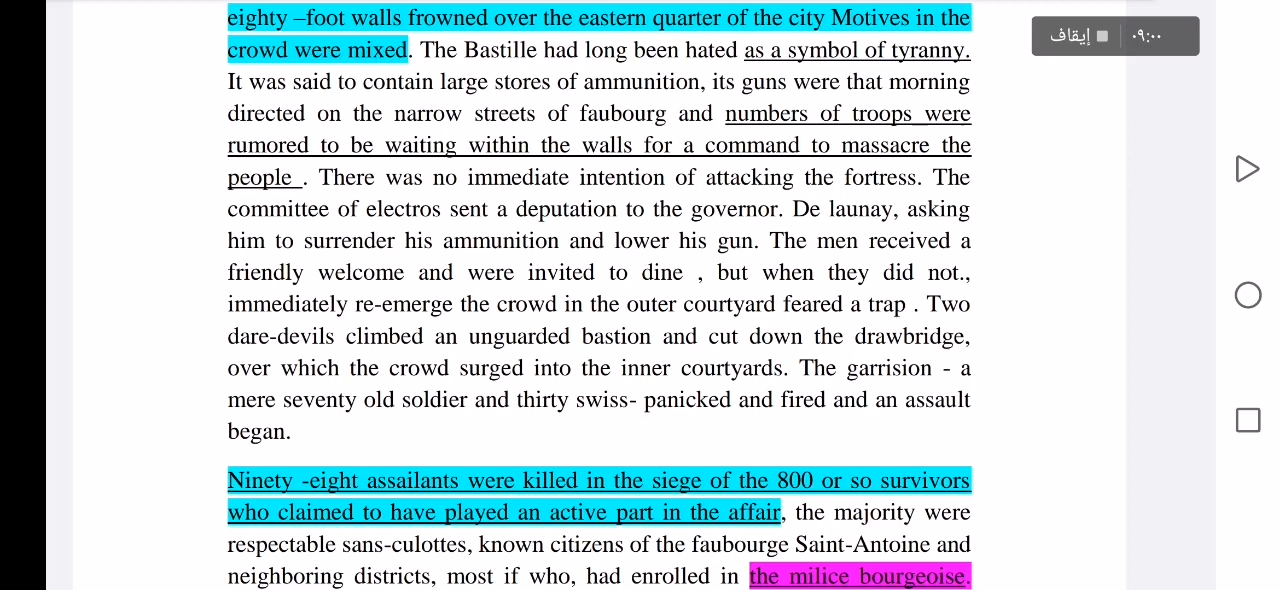 eighty –foot walls frowned over the eastern quarter of the city Motives in the
crowd were mixed. The Bastille had long been hated as a symbol of tyranny.
It was said to contain large stores of ammunition, its guns were that morning
directed on the narrow streets of faubourg and numbers of troops were
rumored to be waiting within the walls for a command to massacre the
people . There was no immediate intention of attacking the fortress. The
committee of electros sent a deputation to the governor. De launay, asking
him to surrender his ammunition and lower his gun. The men received a
friendly welcome and were invited to dine , but when they did not.,
immediately re-emerge the crowd in the outer courtyard feared a trap . Two
dare-devils climbed an unguarded bastion and cut down the drawbridge,
over which the crowd surged into the inner courtyards. The garrision - a
mere seventy old soldier and thirty swiss- panicked and fired and an assault
began.
Ninety -eight assailants were killed in the siege of the 800 or so survivors
who claimed to have played an active part in the affair, the majority were
respectable sans-culottes, known citizens of the faubourge Saint-Antoine and
neighboring districts, most if who, had enrolled in the milice bourgeoise.
إيقاف ٠٩:٠٠